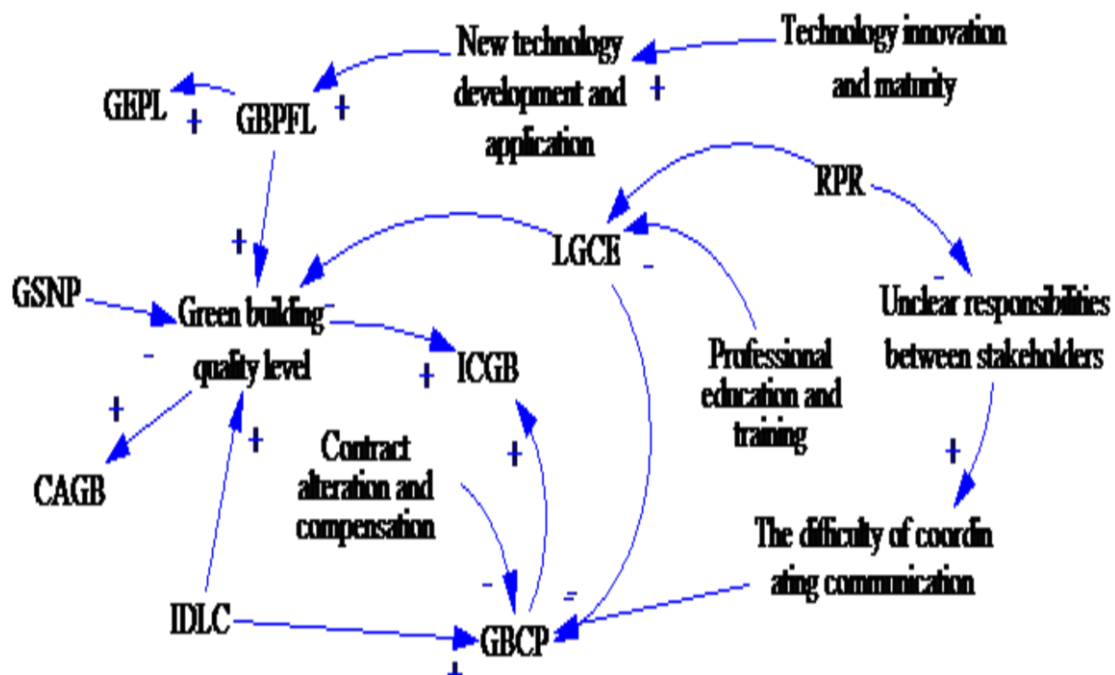 New technology
development and
application
Technology innovation
and maturity
GEPL
+
GBPFL
+
+
RPR
LGCE
-
-
+
GSNP
Green building
quality level
-
-
ICGB
+
Unclear responsibilities
between stakeholders
Professional
education and
training
+
+
CAGB
+
Contract
alteration and
compensation
+
The difficulty of coordin
ating communication
-
=
IDLC
GBCP
+